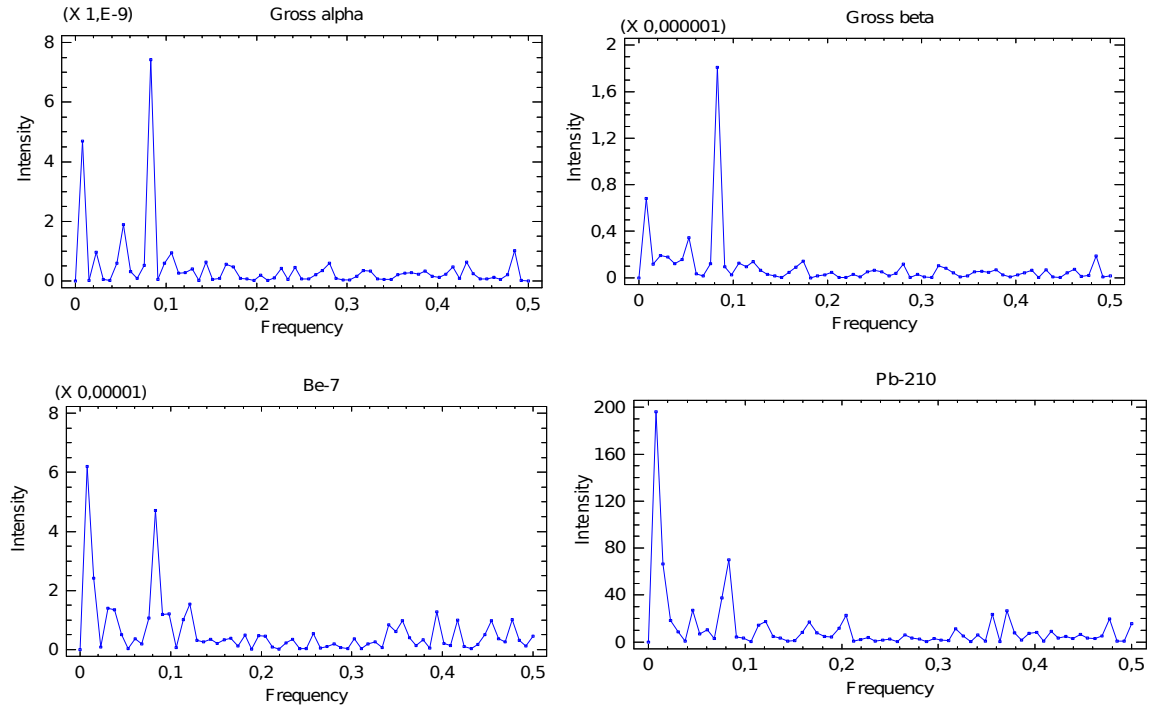 (X 1,E-9)
Gross alpha
8
6
4
2
0
Intensity
0 0,1 0,2 0,3 0,4 0,5
Frequency
(X 0,000001)
Gross beta
2
1,6
1,2
0,8
0,4
0
Intensity
0 0,1 0,2 0,3 0,4 0,5
Frequency
(X 0,00001)
Be-7
8
6
4
2
0
Intensity
0 0,1 0,2 0,3 0,4 0,5
Frequency
Pb-210
200
160
120
80
40
0
Intensity
0 0,1 0,2 0,3 0,4 0,5
Frequency